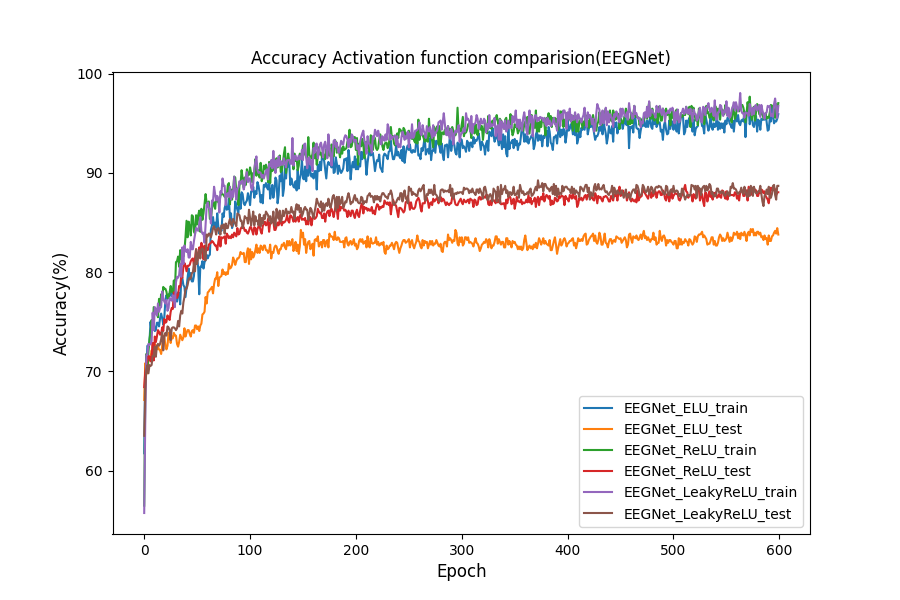 Accuracy Activation function comparision(EEGNet)
100
90
80
70
60
Accuracy(%)
0 100 200 300 400 500 600
Epoch
EEGNet_ELU_train
EEGNet_ELU_test
EEGNet_ReLU_train
EEGNet_ReLU_test
EEGNet_LeakyReLU_train
EEGNet_LeakyReLU_test